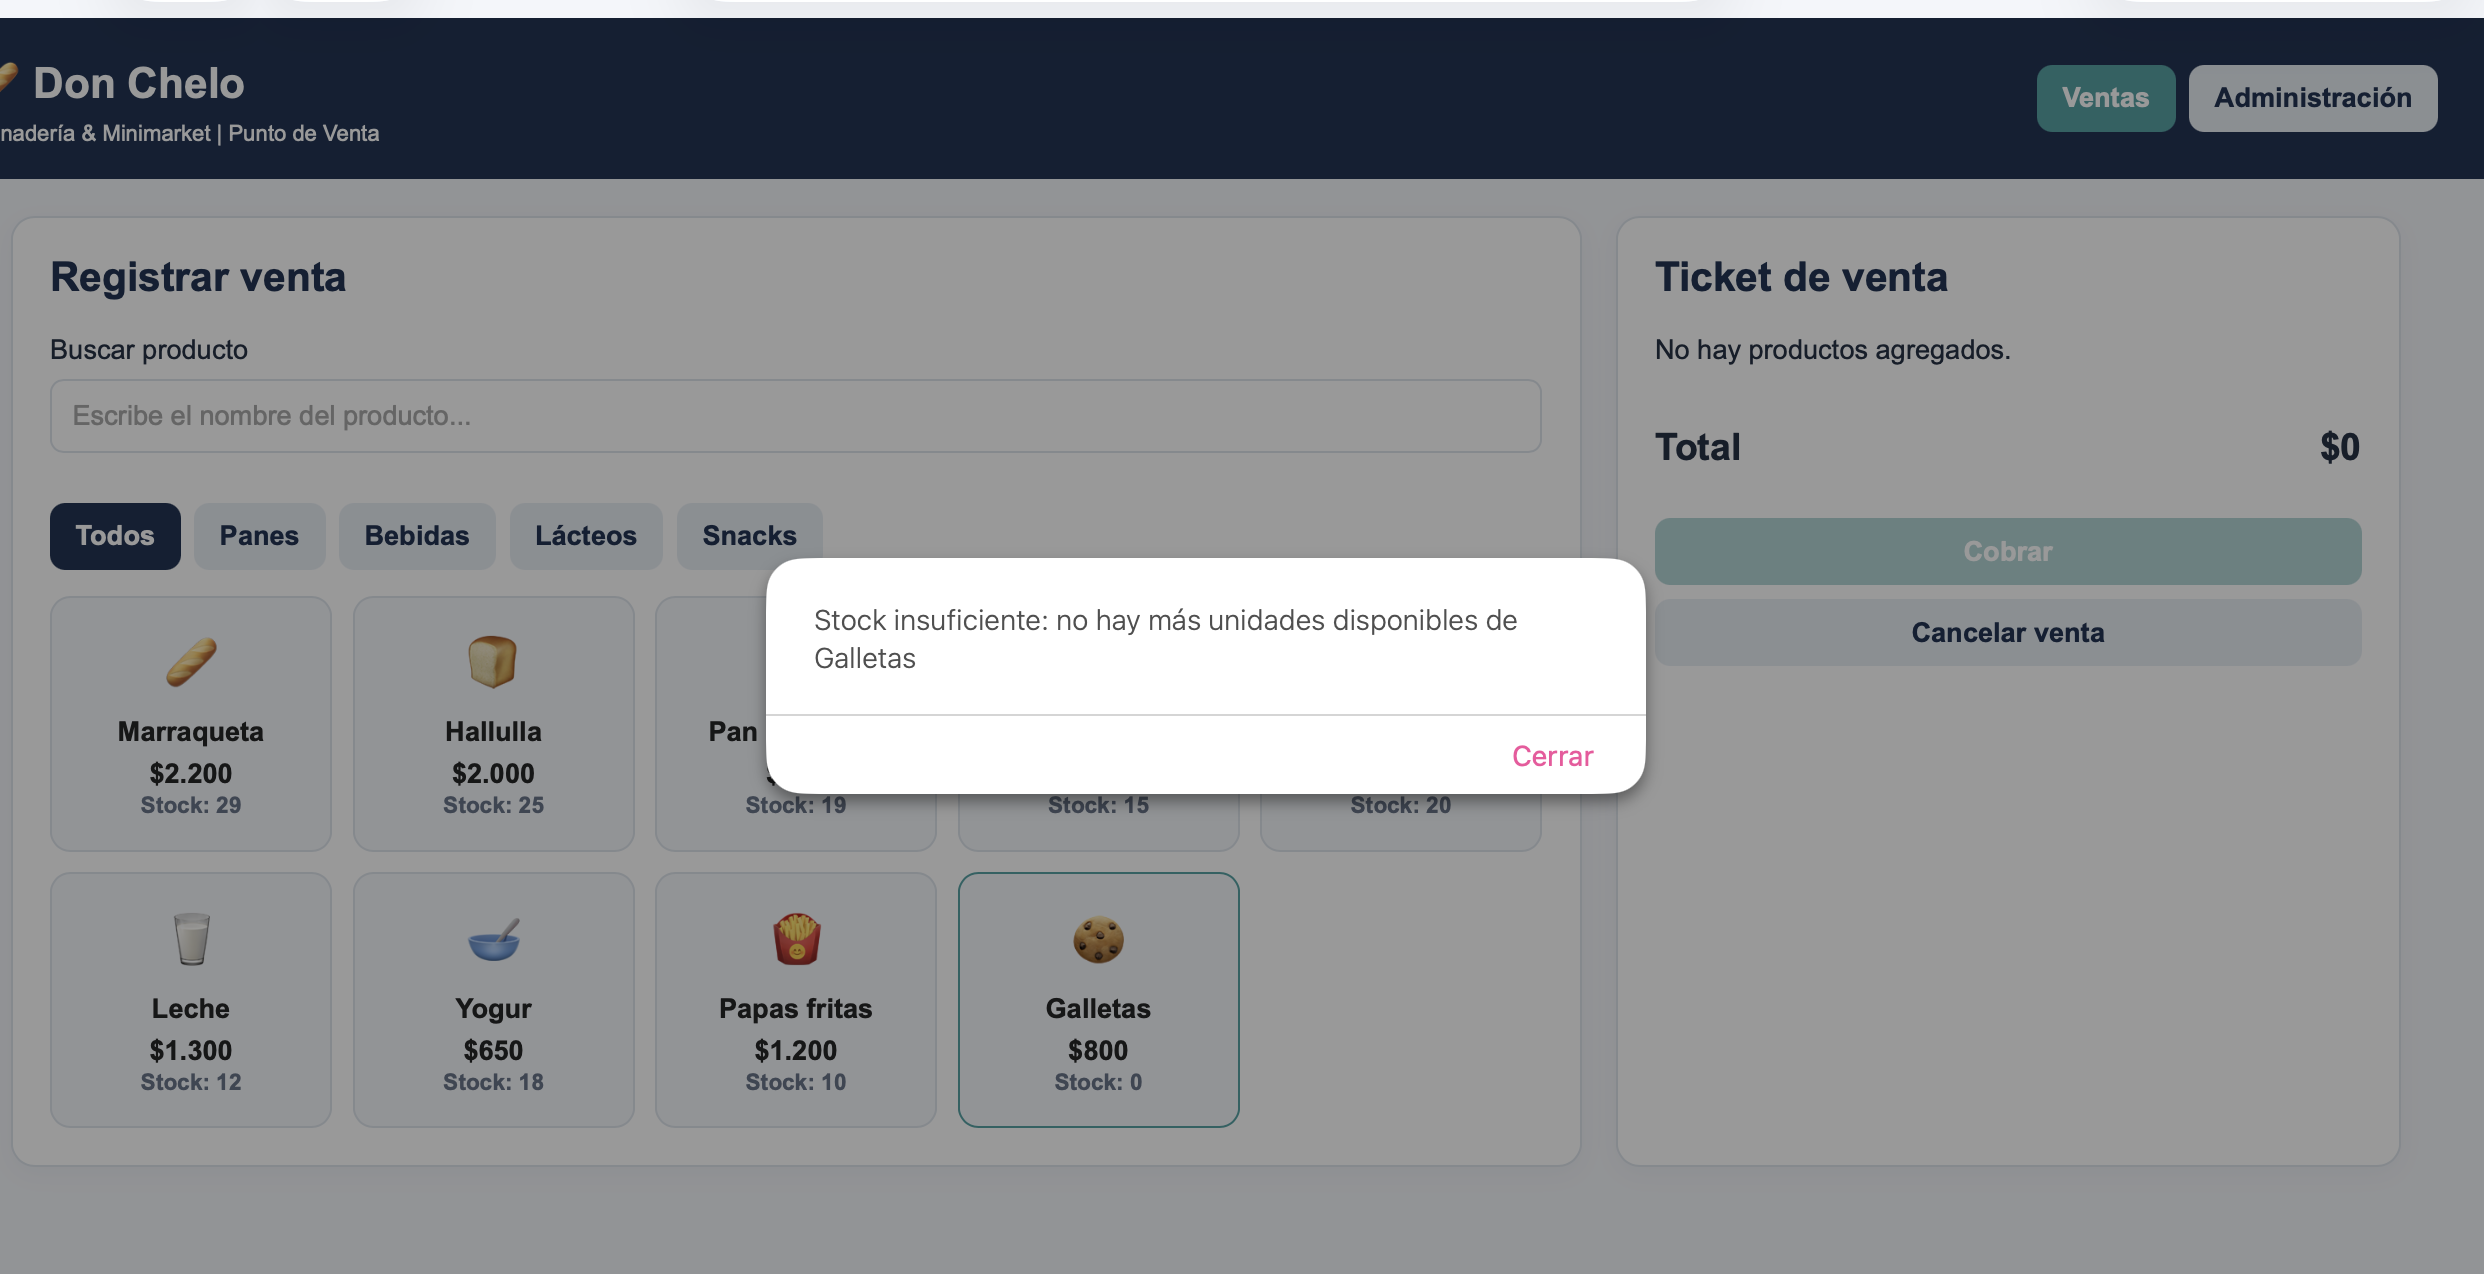 Don Chelo
nadería & Minimarket | Punto de Venta
Ventas
Administración
Registrar venta
Buscar producto
Escribe el nombre del producto...
Todos
Panes
Bebidas
Lácteos
Snacks
Marraqueta
$2.200
Stock: 29
Hallulla
$2.000
Stock: 25
Pan
Stock: 19
Stock: 15
Stock: 20
Leche
$1.300
Stock: 12
Yogur
$650
Stock: 18
Papas fritas
$1.200
Stock: 10
Galletas
$800
Stock: 0
Stock insuficiente: no hay más unidades disponibles de
Galletas
Cerrar
Ticket de venta
No hay productos agregados.
Total
$0
Cobrar
Cancelar venta